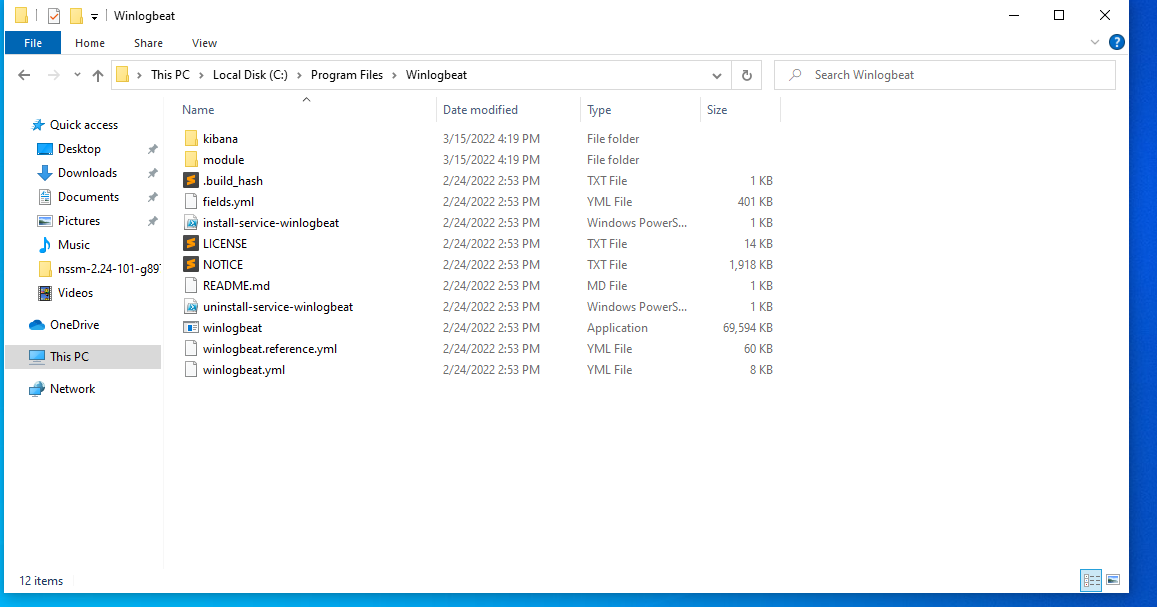 Winlogbeat
File Home Share View
?
This PC Local Disk (C:) Program Files Winlogbeat Search Winlogbeat
Name Date modified Type Size
Quick access
Desktop
Downloads
Documents
Pictures
Music
nssm-2.24-101-g897
Videos
OneDrive
This PC
Network
kibana 3/15/2022 4:19 PM File folder
module 3/15/2022 4:19 PM File folder
.build_hash 2/24/2022 2:53 PM TXT File 1 KB
fields.yml 2/24/2022 2:53 PM YML File 401 KB
install-service-winlogbeat 2/24/2022 2:53 PM Windows PowerS... 1 KB
LICENSE 2/24/2022 2:53 PM TXT File 14 KB
NOTICE 2/24/2022 2:53 PM TXT File 1,918 KB
README.md 2/24/2022 2:53 PM MD File 1 KB
uninstall-service-winlogbeat 2/24/2022 2:53 PM Windows PowerS... 1 KB
winlogbeat 2/24/2022 2:53 PM Application 69,594 KB
winlogbeat.reference.yml 2/24/2022 2:53 PM YML File 60 KB
winlogbeat.yml 2/24/2022 2:53 PM YML File 8 KB
12 items